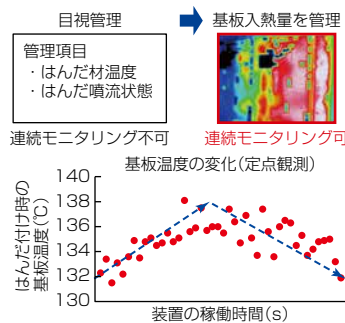 目視管理
基板入熱量を管理
管理項目
・はんだ材温度
・はんだ噴流状態
連続モニタリング不可
連続モニタリング可
基板温度の変化(定点観測)
はんだ付け時の
基板温度(℃)
140
138
136
134
132
130
装置の稼働時間(s)